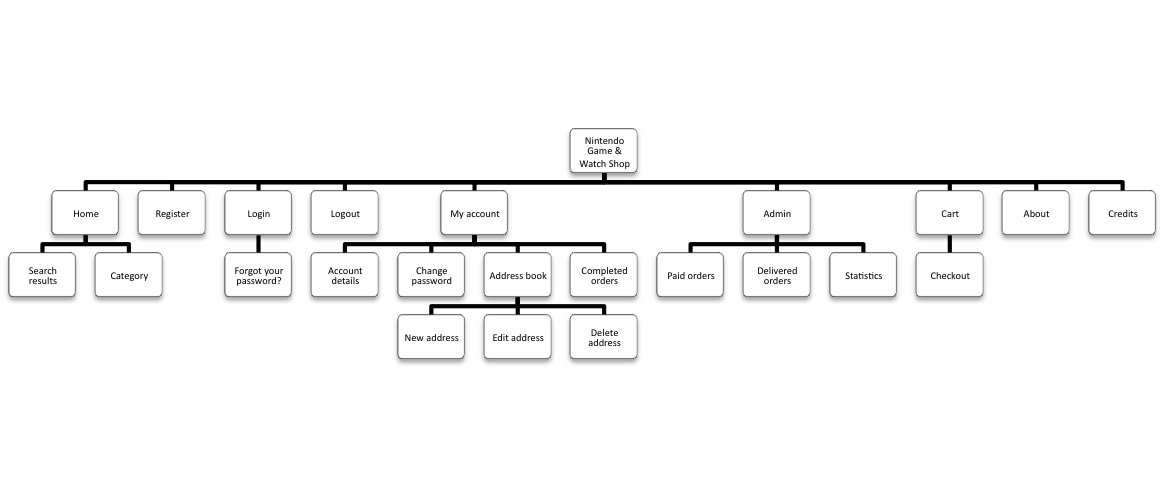 Nintendo
Game &
Watch Shop
Home
Register
Login
Logout
My account
Admin
Cart
About
Credits
Search
results
Category
Forgot your
password?
Account
details
Change
password
Address book
Completed
orders
Paid orders
Delivered
orders
Statistics
Checkout
New address
Edit address
Delete
address